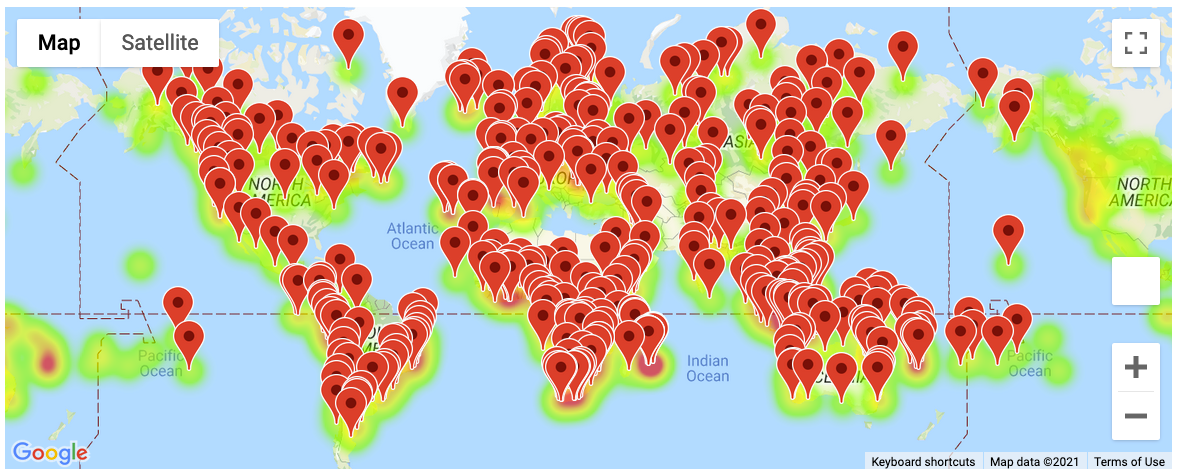 Map
Satellite
NORTH
AMERICA
Atlantic
Ocean
ASIA
NORTH
AMERICA
Pacific
Ocean
Indian
Ocean
Pacific
Ocean
Google
Keyboard shortcuts
Map data ©2021
Terms of Use